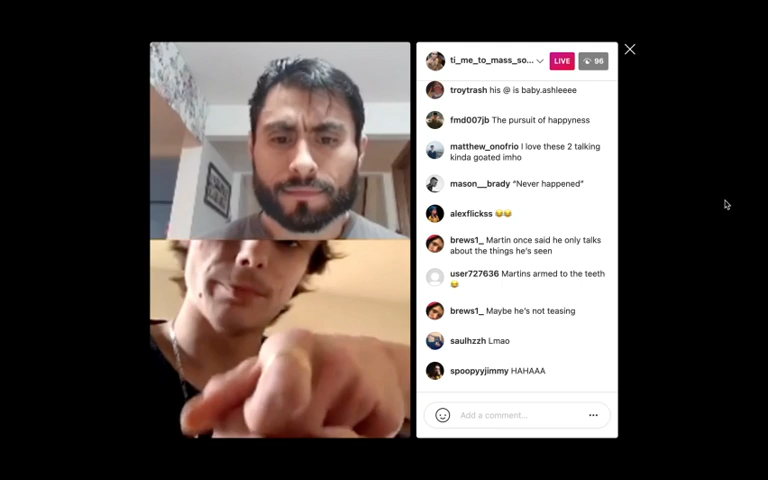 ti_me_to_mass_so...
LIVE
96
troytrash his @ is baby.ashleeee
fmd007jb The pursuit of happyness
matthew_onofrio I love these 2 talking
kinda goated imho
mason__brady “Never happened”
alexflickss 😂😂
brews1_ Martin once said he only talks
about the things he's seen
user727636 Martins armed to the teeth
😂
brews1_ Maybe he's not teasing
saulhzzh Lmao
spoopyyjimmy HAHAAA
Add a comment...